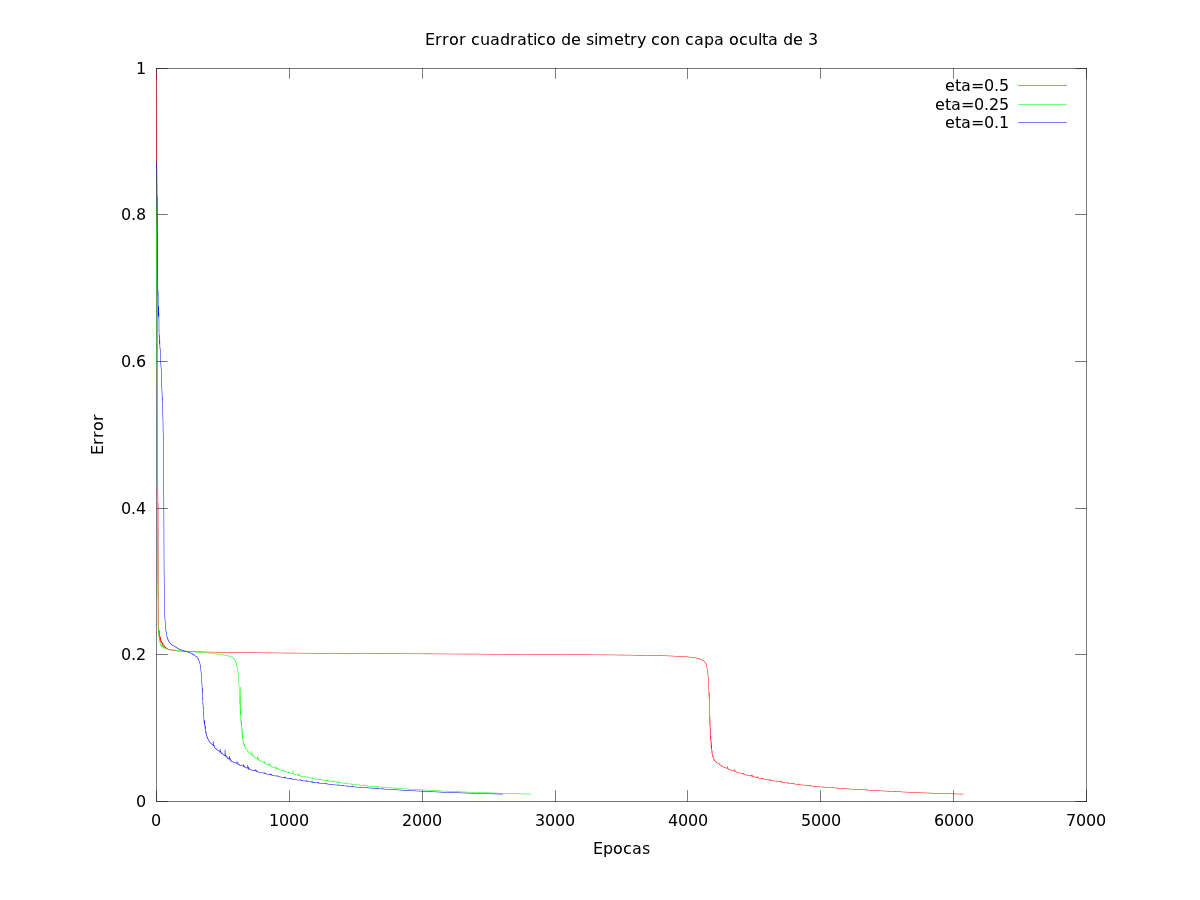 Error cuadratico de simetry con capa oculta de 3
eta=0.5
eta=0.25
eta=0.1
1
0.8
0.6
0.4
0.2
0
Error
0 1000 2000 3000 4000 5000 6000 7000
Epocas